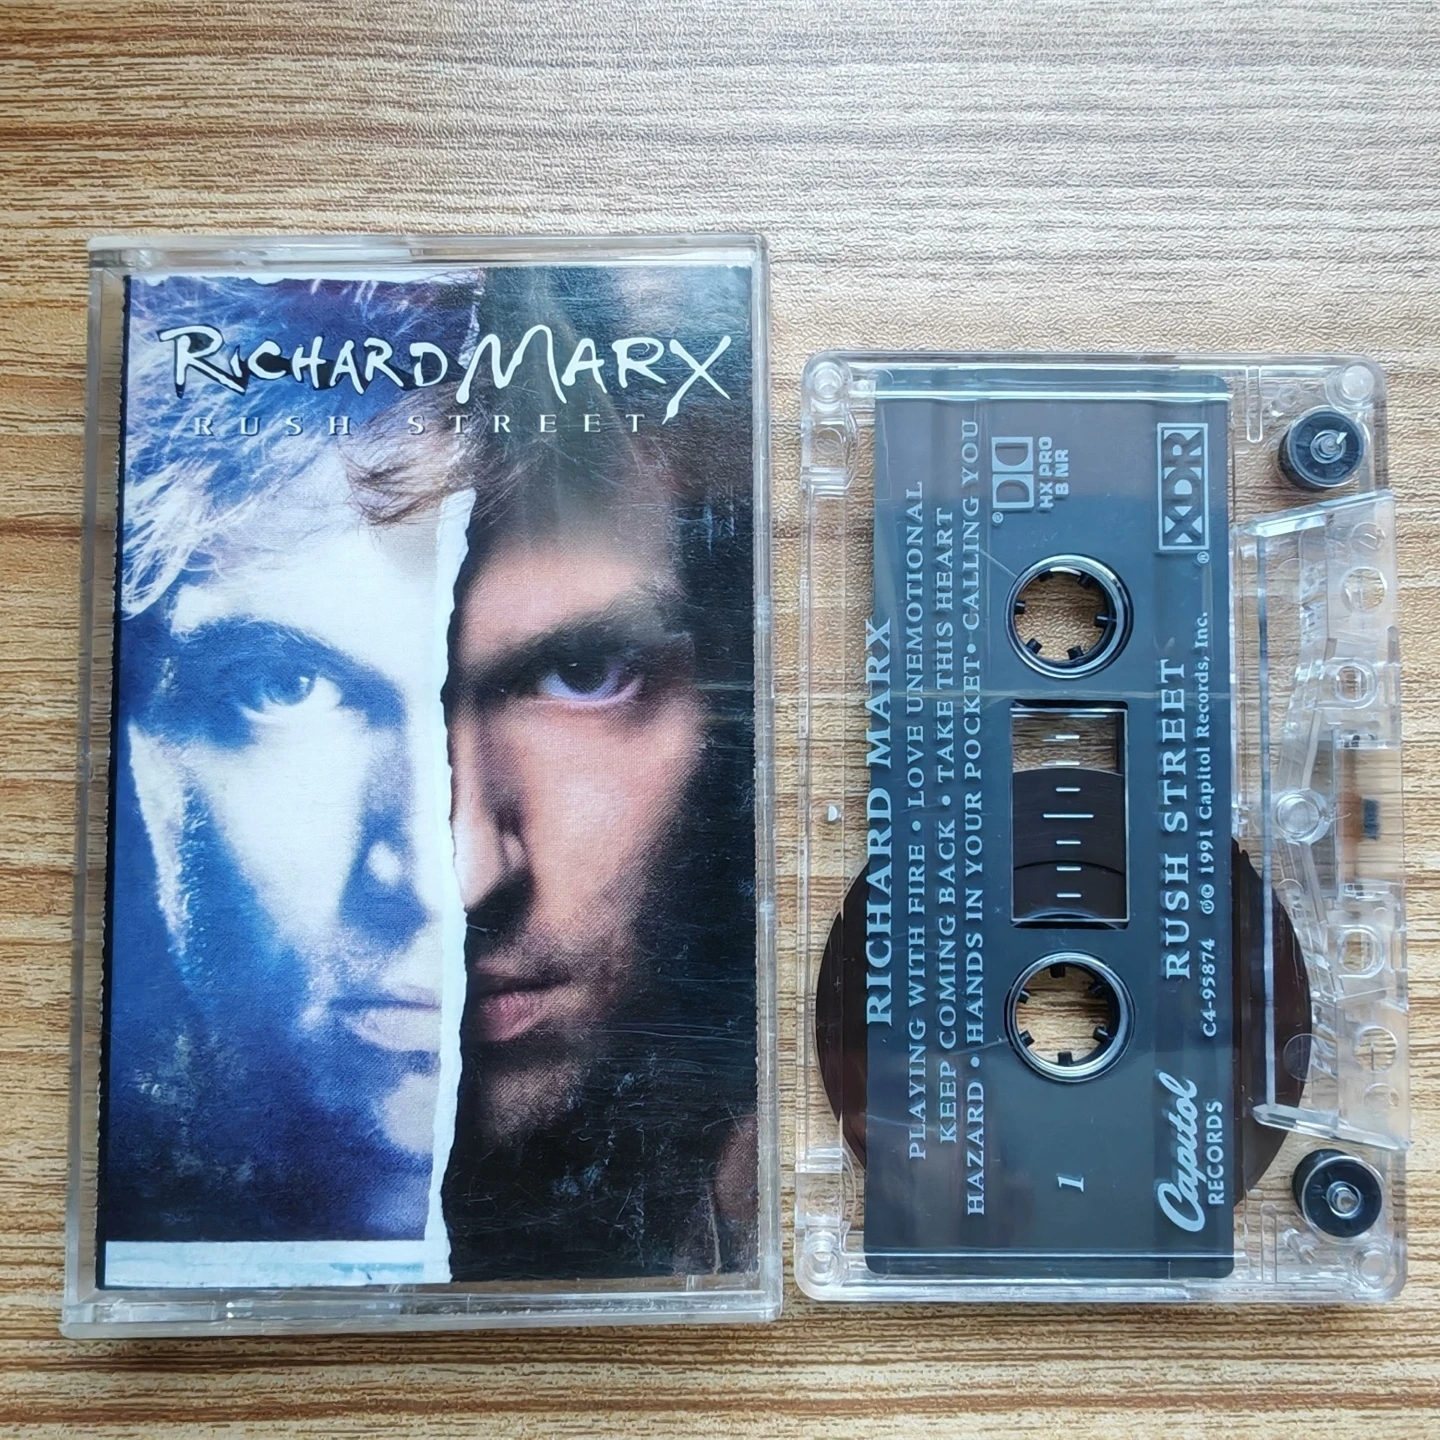 RICHARD MARX
RUSH STREET
RICHARD MARX
PLAYING WITH FIRE • LOVE UNEMOTIONAL
KEEP COMING BACK • TAKE THIS HEART
HAZARD • HANDS IN YOUR POCKET • CALLING YOU
®
HX PRO
B NR
1
RUSH STREET
C4-95874 ℗© 1991 Capitol Records, Inc.
XDR®
Capitol
RECORDS